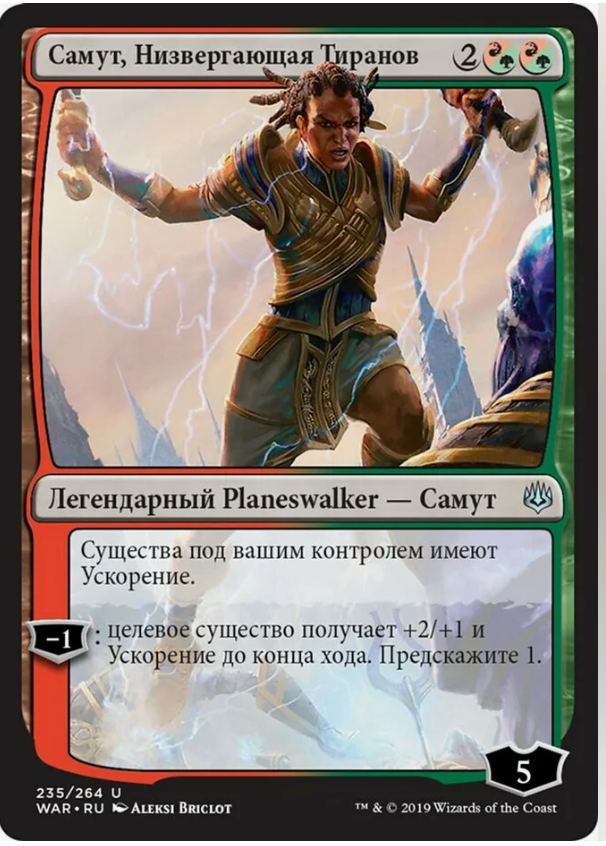 Самут, Низвергающая Тиранов 2
Легендарный Planeswalker — Самут
Существа под вашим контролем имеют
Ускорение.
−1 : целевое существо получает +2/+1 и
Ускорение до конца хода. Предскажите 1.
5
235/264 U
WAR • RU ALEKSI BRICLOT ™ & © 2019 Wizards of the Coast